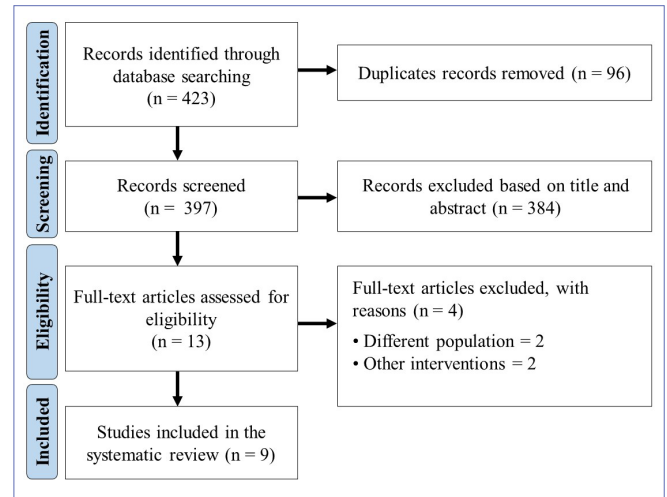 Identification
Records identified through
database searching
(n = 423)
Duplicates records removed (n = 96)
Screening
Records screened
(n = 397)
Records excluded based on title and
abstract (n = 384)
Eligibility
Full-text articles assessed for
eligibility
(n = 13)
Full-text articles excluded, with
reasons (n = 4)
• Different population = 2
• Other interventions = 2
Included
Studies included in the
systematic review (n = 9)